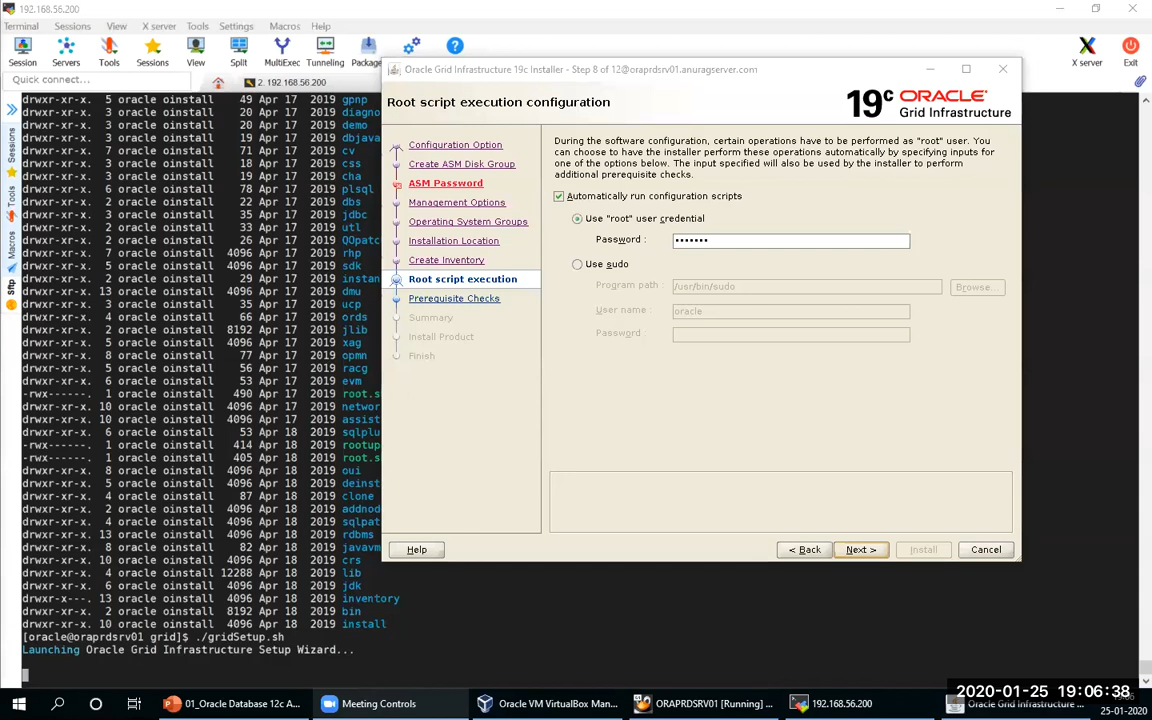 192.168.56.200
Terminal Sessions View X server Tools Settings Macros Help
Session Servers Tools Sessions View Split MultiExec Tunneling Package X server Exit
Quick connect... 2. 192.168.56.200
Sessions
Tools
Macros
Sftp
drwxr-xr-x. 5 oracle oinstall 49 Apr 17 2019 gpnp
drwxr-xr-x. 3 oracle oinstall 20 Apr 17 2019 diagno
drwxr-xr-x. 3 oracle oinstall 20 Apr 17 2019 demo
drwxr-xr-x. 3 oracle oinstall 19 Apr 17 2019 dbjava
drwxr-xr-x. 7 oracle oinstall 71 Apr 17 2019 cv
drwxr-xr-x. 3 oracle oinstall 18 Apr 17 2019 css
drwxr-xr-x. 3 oracle oinstall 19 Apr 17 2019 cha
drwxr-xr-x. 7 oracle oinstall 78 Apr 17 2019 plsql
drwxr-xr-x. 2 oracle oinstall 22 Apr 17 2019 dbs
drwxr-xr-x. 4 oracle oinstall 35 Apr 17 2019 jdbc
drwxr-xr-x. 4 oracle oinstall 33 Apr 17 2019 utl
drwxr-xr-x. 3 oracle oinstall 21 Apr 17 2019 QOpatc
drwxr-xr-x. 7 oracle oinstall 4096 Apr 17 2019 rhp
drwxr-xr-x. 4 oracle oinstall 4096 Apr 17 2019 sdk
drwxr-xr-x. 3 oracle oinstall 29 Apr 17 2019 instan
drwxr-xr-x. 7 oracle oinstall 4096 Apr 17 2019 dmu
drwxr-xr-x. 8 oracle oinstall 4096 Apr 17 2019 ucp
drwxr-xr-x. 4 oracle oinstall 66 Apr 17 2019 ords
drwxr-xr-x. 2 oracle oinstall 8192 Apr 17 2019 jlib
drwxr-xr-x. 9 oracle oinstall 4096 Apr 17 2019 xag
drwxr-xr-x. 8 oracle oinstall 77 Apr 17 2019 opmn
drwxr-xr-x. 5 oracle oinstall 56 Apr 17 2019 racg
drwxr-xr-x. 6 oracle oinstall 53 Apr 17 2019 evm
-rwx------. 1 oracle oinstall 490 Apr 17 2019 root.s
drwxr-xr-x. 10 oracle oinstall 4096 Apr 17 2019 networ
drwxr-xr-x. 10 oracle oinstall 4096 Apr 17 2019 assist
drwxr-xr-x. 6 oracle oinstall 53 Apr 17 2019 sqlplu
-rwx------. 1 oracle oinstall 414 Apr 18 2019 rootup
-rwx------. 1 oracle oinstall 405 Apr 18 2019 root.s
drwxr-xr-x. 8 oracle oinstall 4096 Apr 18 2019 oui
drwxr-xr-x. 5 oracle oinstall 4096 Apr 18 2019 deinst
drwxr-xr-x. 4 oracle oinstall 87 Apr 18 2019 clone
drwxr-xr-x. 2 oracle oinstall 4096 Apr 18 2019 addnod
drwxr-xr-x. 5 oracle oinstall 4096 Apr 18 2019 sqlpat
drwxr-xr-x. 13 oracle oinstall 4096 Apr 18 2019 rdbms
drwxr-xr-x. 8 oracle oinstall 82 Apr 18 2019 javavm
drwxr-xr-x. 10 oracle oinstall 4096 Apr 18 2019 crs
drwxr-xr-x. 4 oracle oinstall 12288 Apr 18 2019 lib
drwxr-xr-x. 6 oracle oinstall 4096 Apr 18 2019 jdk
drwxr-x---. 13 oracle oinstall 4096 Apr 18 2019 inventory
drwxr-xr-x. 2 oracle oinstall 8192 Apr 18 2019 bin
drwxr-xr-x. 10 oracle oinstall 4096 Apr 18 2019 install
[oracle@oraprdsrv01 grid]$ ./gridSetup.sh
Launching Oracle Grid Infrastructure Setup Wizard...
Oracle Grid Infrastructure 19c Installer - Step 8 of 12@oraprdsrv01.anuragserver.com
Root script execution configuration
19c ORACLE
Grid Infrastructure
Configuration Option
Create ASM Disk Group
ASM Password
Management Options
Operating System Groups
Installation Location
Create Inventory
Root script execution
Prerequisite Checks
Summary
Install Product
Finish
During the software configuration, certain operations have to be performed as "root" user. You
can choose to have the installer perform these operations automatically by specifying inputs for
one of the options below. The input specified will also be used by the installer to perform
additional prerequisite checks.
Automatically run configuration scripts
Use "root" user credential
Password : •••••••
Use sudo
Program path : /usr/bin/sudo Browse...
User name : oracle
Password :
Help < Back Next > Install Cancel
01_Oracle Database 12c A... Meeting Controls Oracle VM VirtualBox Man... ORAPRDSRV01 [Running] ... 192.168.56.200 Oracle Grid Infrastructure ...
2020-01-25 19:06:38
25-01-2020